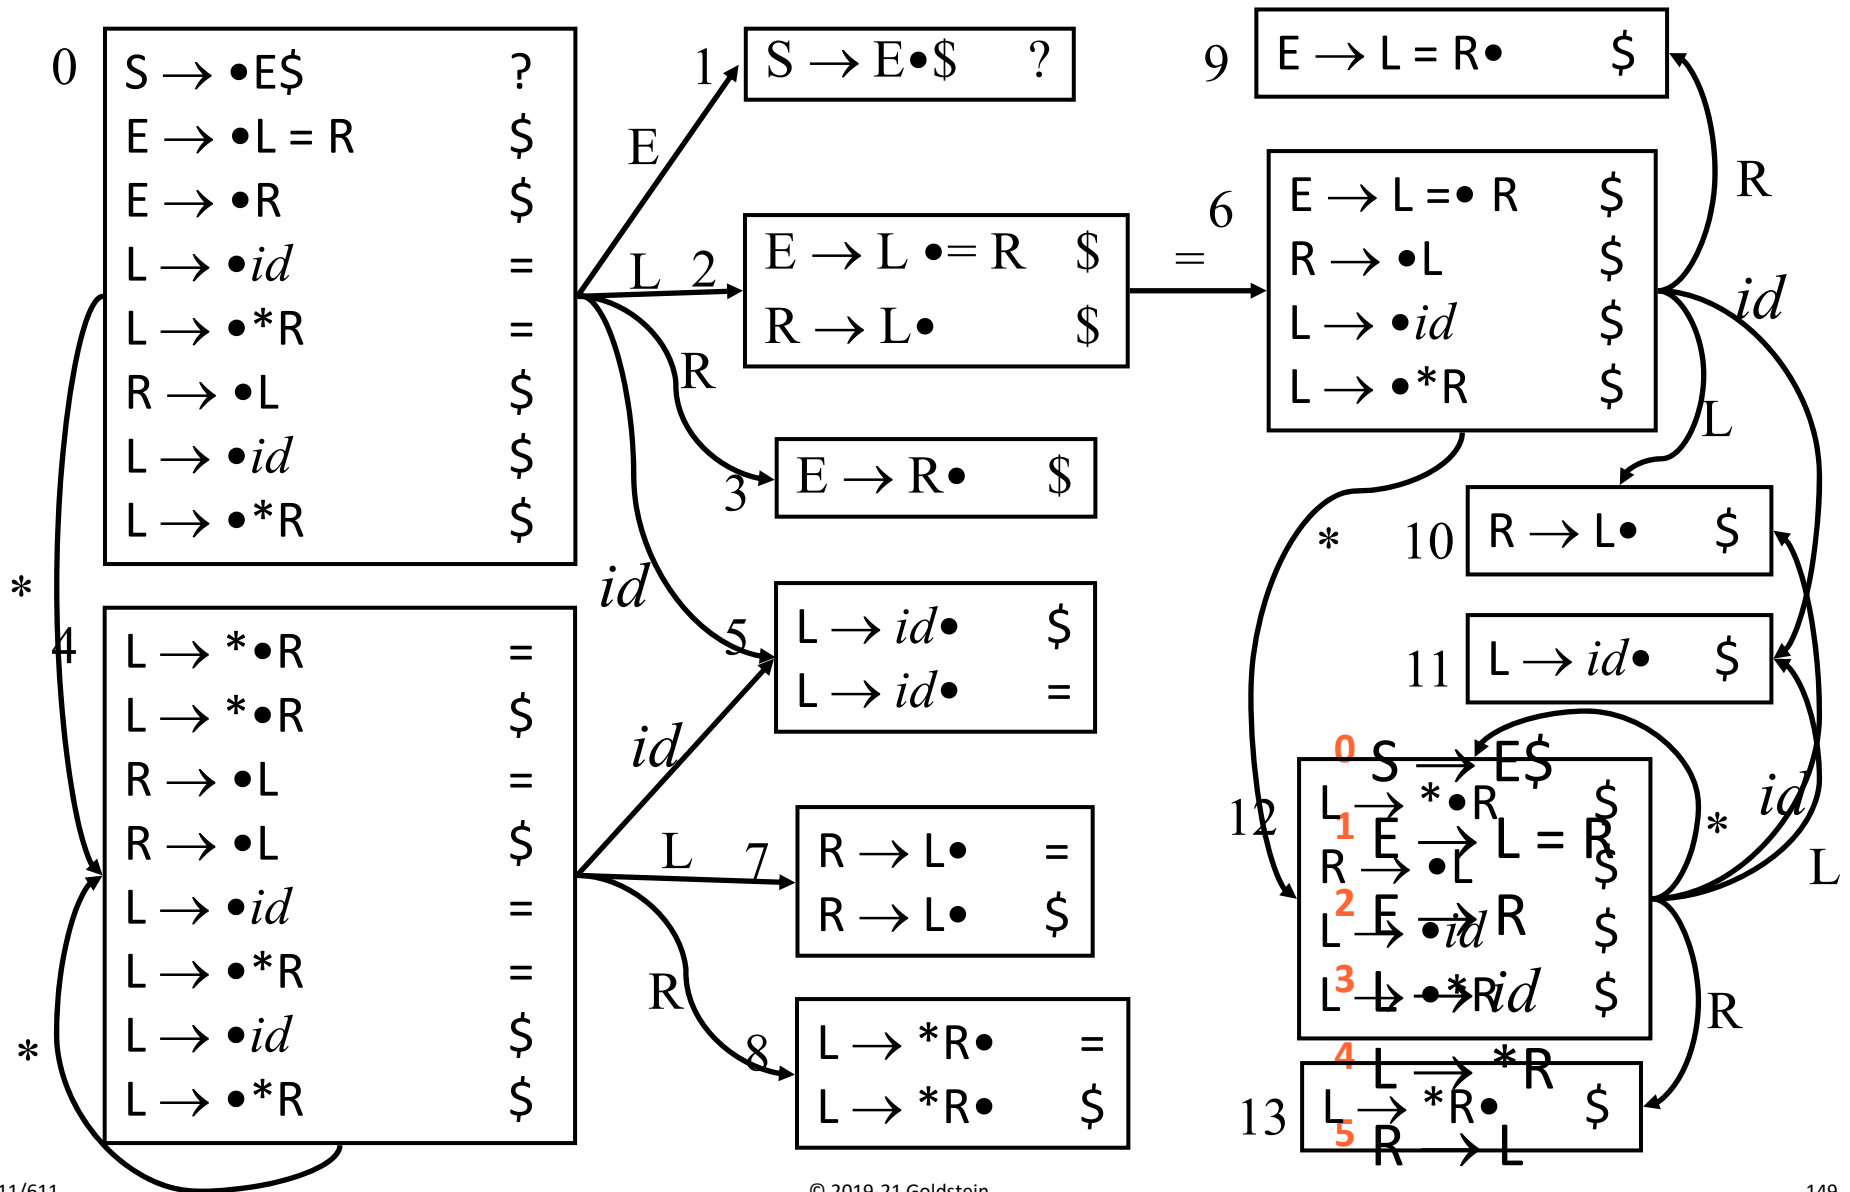 0
S → •E$ ?
E → •L = R $
E → •R $
L → •id =
L → •*R =
R → •L $
L → •id $
L → •*R $
*
4
L → *•R =
L → *•R $
R → •L =
R → •L $
L → •id =
L → •*R =
L → •id $
L → •*R $
*
E
1
S → E•$ ?
L 2
E → L •= R $
R → L• $
R
3
E → R• $
id
5
L → id• $
L → id• =
id
L 7
R → L• =
R → L• $
R
8
L → *R• =
L → *R• $
=
9
E → L = R• $
R
6
E → L =• R $
R → •L $
L → •id $
L → •*R $
id
L
*
10
R → L• $
11
L → id• $
12
L → *•R $
R → •L $
L → •id $
L → •*R $
*
id
L
R
13
L → *R• $
0 S → E$
1 E → L = R
2 E → R
3 L → id
4 L → *R
5 R → L
11/611
© 2019-21 Goldstein
149